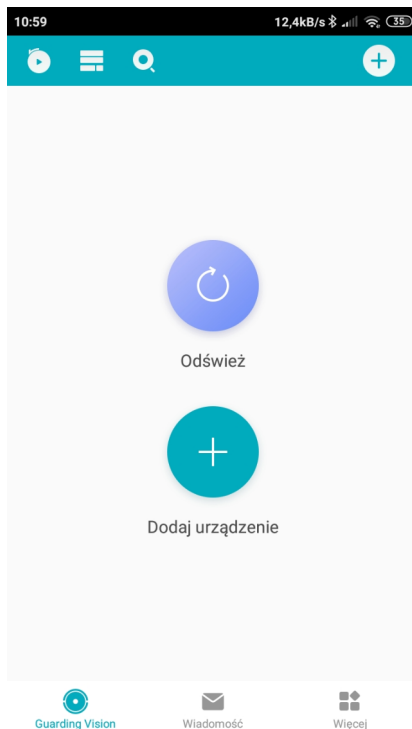 10:59 12,4kB/s 35
Odśwież
Dodaj urządzenie
Guarding Vision Wiadomość Więcej